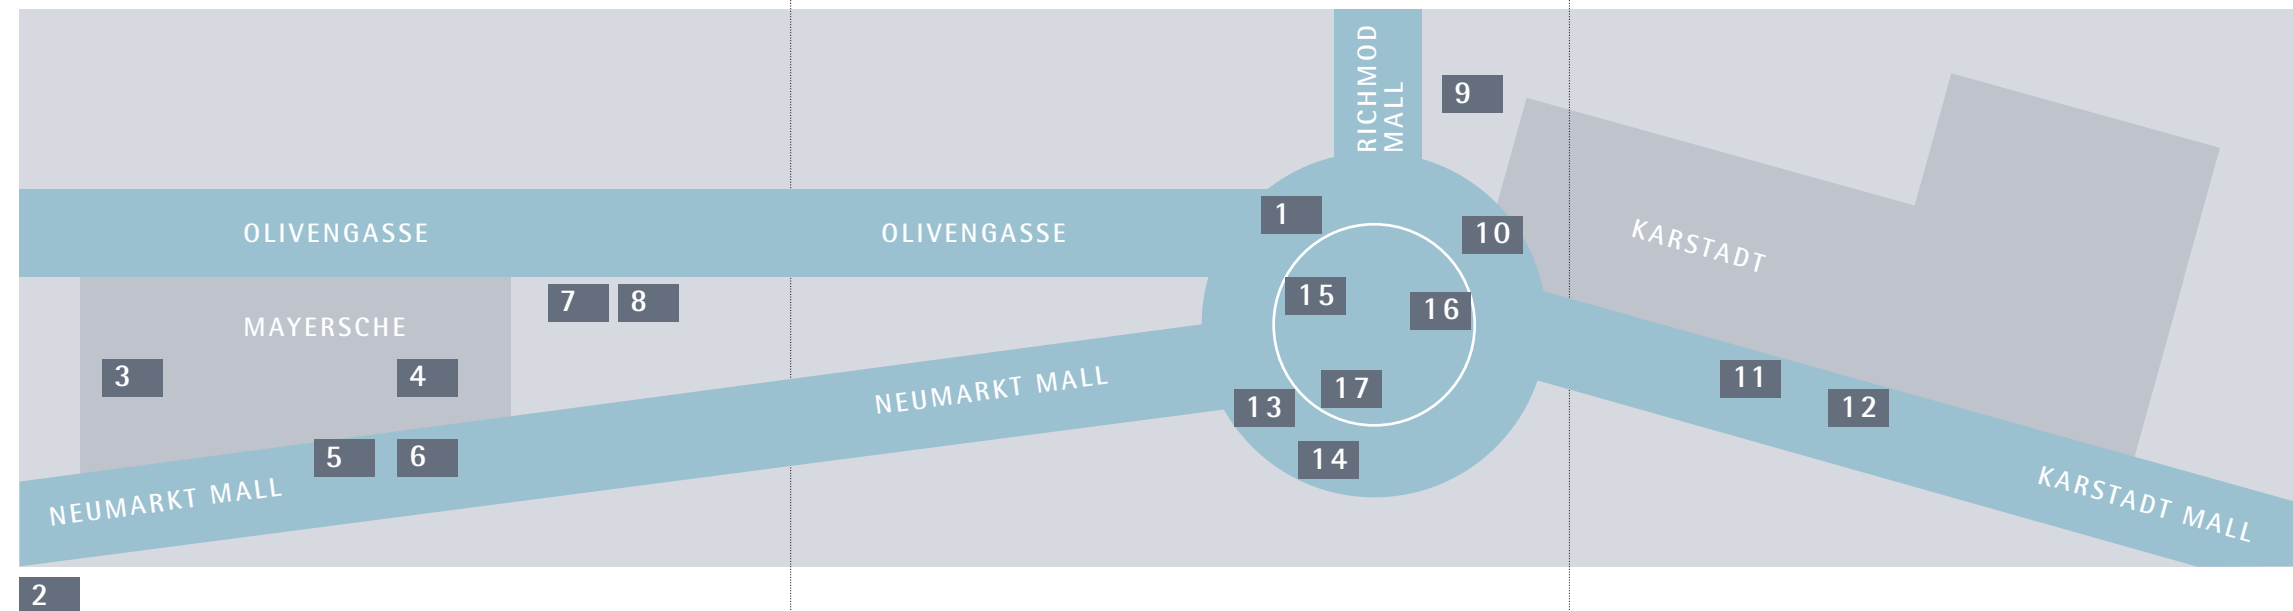 RICHMOD
MALL
9
1
10
OLIVENGASSE
OLIVENGASSE
KARSTADT
7
8
15
16
MAYERSCHE
3
4
NEUMARKT MALL
17
13
11
12
5
6
14
NEUMARKT MALL
KARSTADT MALL
2